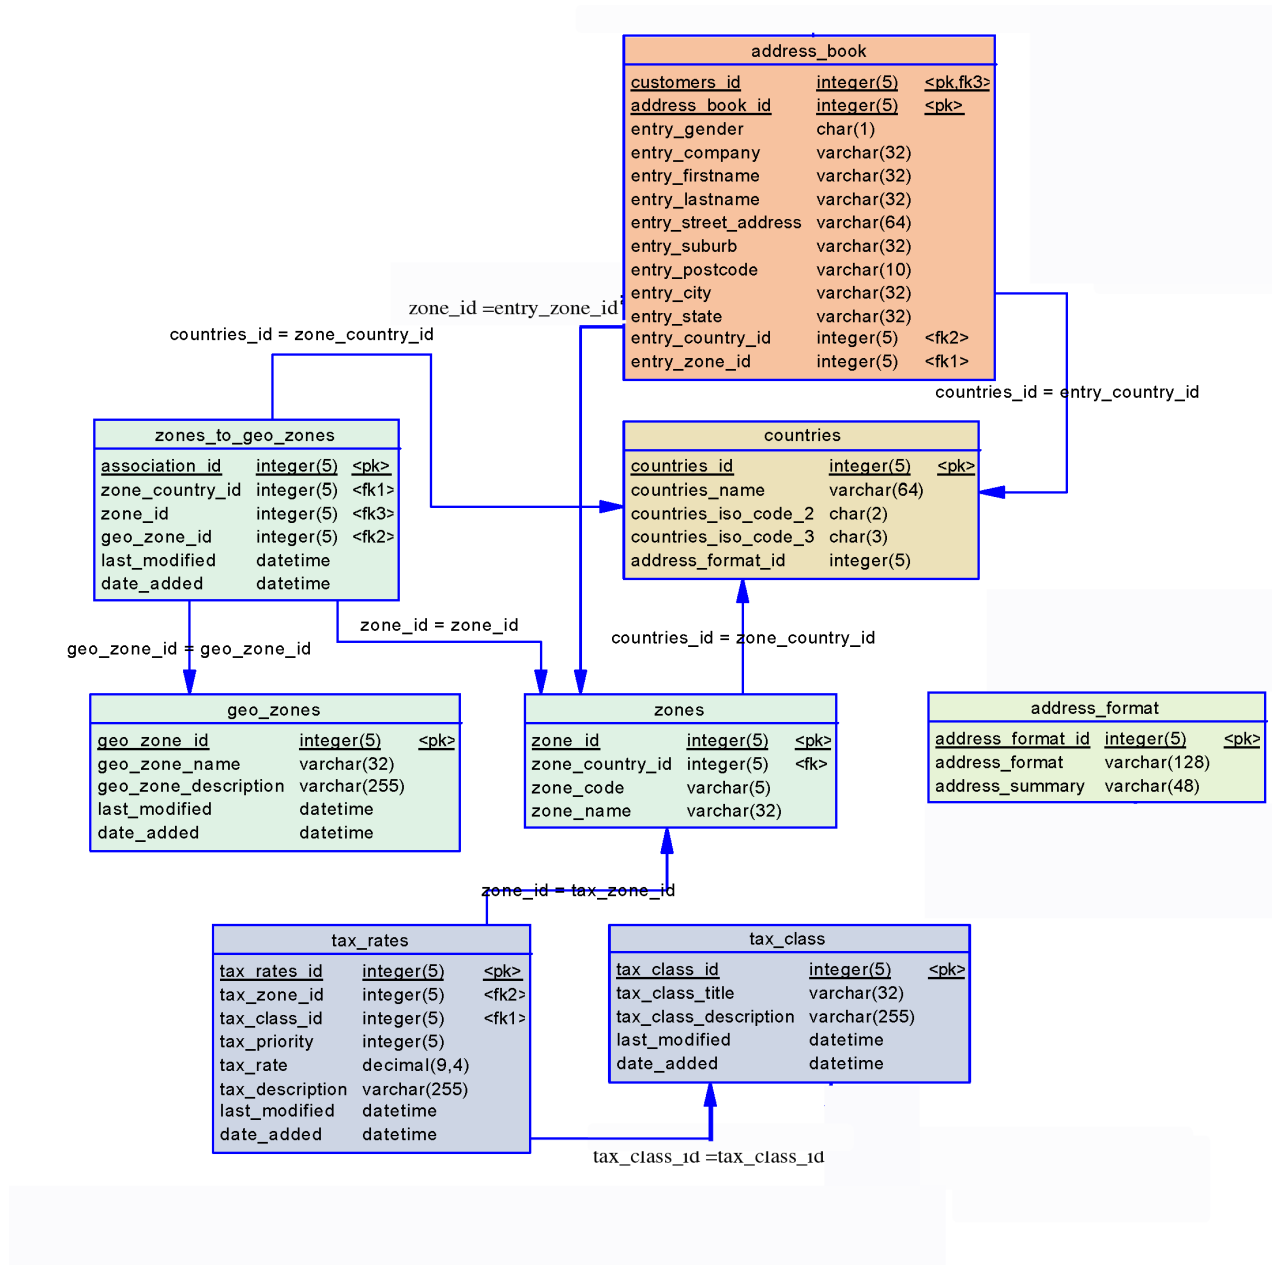 address_book
customers_id integer(5) <pk,fk3>
address_book_id integer(5) <pk>
entry_gender char(1)
entry_company varchar(32)
entry_firstname varchar(32)
entry_lastname varchar(32)
entry_street_address varchar(64)
entry_suburb varchar(32)
entry_postcode varchar(10)
entry_city varchar(32)
entry_state varchar(32)
entry_country_id integer(5) <fk2>
entry_zone_id integer(5) <fk1>
zone_id =entry_zone_id
countries_id = zone_country_id
countries_id = entry_country_id
zones_to_geo_zones
association_id integer(5) <pk>
zone_country_id integer(5) <fk1>
zone_id integer(5) <fk3>
geo_zone_id integer(5) <fk2>
last_modified datetime
date_added datetime
countries
countries_id integer(5) <pk>
countries_name varchar(64)
countries_iso_code_2 char(2)
countries_iso_code_3 char(3)
address_format_id integer(5)
zone_id = zone_id
countries_id = zone_country_id
geo_zone_id = geo_zone_id
geo_zones
geo_zone_id integer(5) <pk>
geo_zone_name varchar(32)
geo_zone_description varchar(255)
last_modified datetime
date_added datetime
zones
zone_id integer(5) <pk>
zone_country_id integer(5) <fk>
zone_code varchar(5)
zone_name varchar(32)
address_format
address_format_id integer(5) <pk>
address_format varchar(128)
address_summary varchar(48)
zone_id = tax_zone_id
tax_rates
tax_rates_id integer(5) <pk>
tax_zone_id integer(5) <fk2>
tax_class_id integer(5) <fk1>
tax_priority integer(5)
tax_rate decimal(9,4)
tax_description varchar(255)
last_modified datetime
date_added datetime
tax_class
tax_class_id integer(5) <pk>
tax_class_title varchar(32)
tax_class_description varchar(255)
last_modified datetime
date_added datetime
tax_class_id =tax_class_id